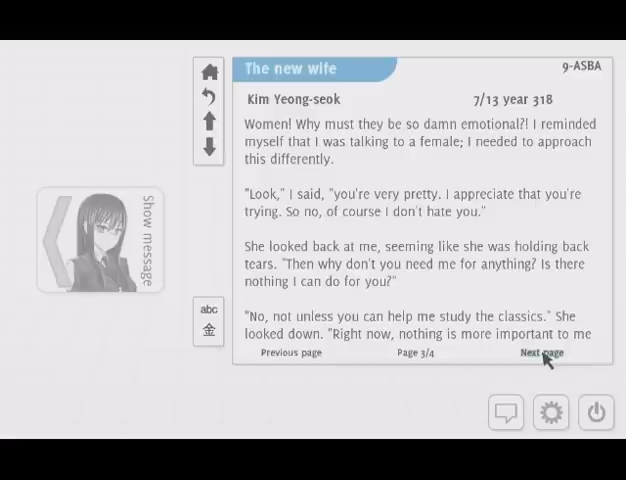 The new wife
9-ASBA
Kim Yeong-seok
7/13 year 318
Women! Why must they be so damn emotional?! I reminded
myself that I was talking to a female; I needed to approach
this differently.
"Look," I said, "you're very pretty. I appreciate that you're
trying. So no, of course I don't hate you."
She looked back at me, seeming like she was holding back
tears. "Then why don't you need me for anything? Is there
nothing I can do for you?"
"No, not unless you can help me study the classics." She
looked down. "Right now, nothing is more important to me
Previous page
Page 3/4
Next page
Show message
abc
金